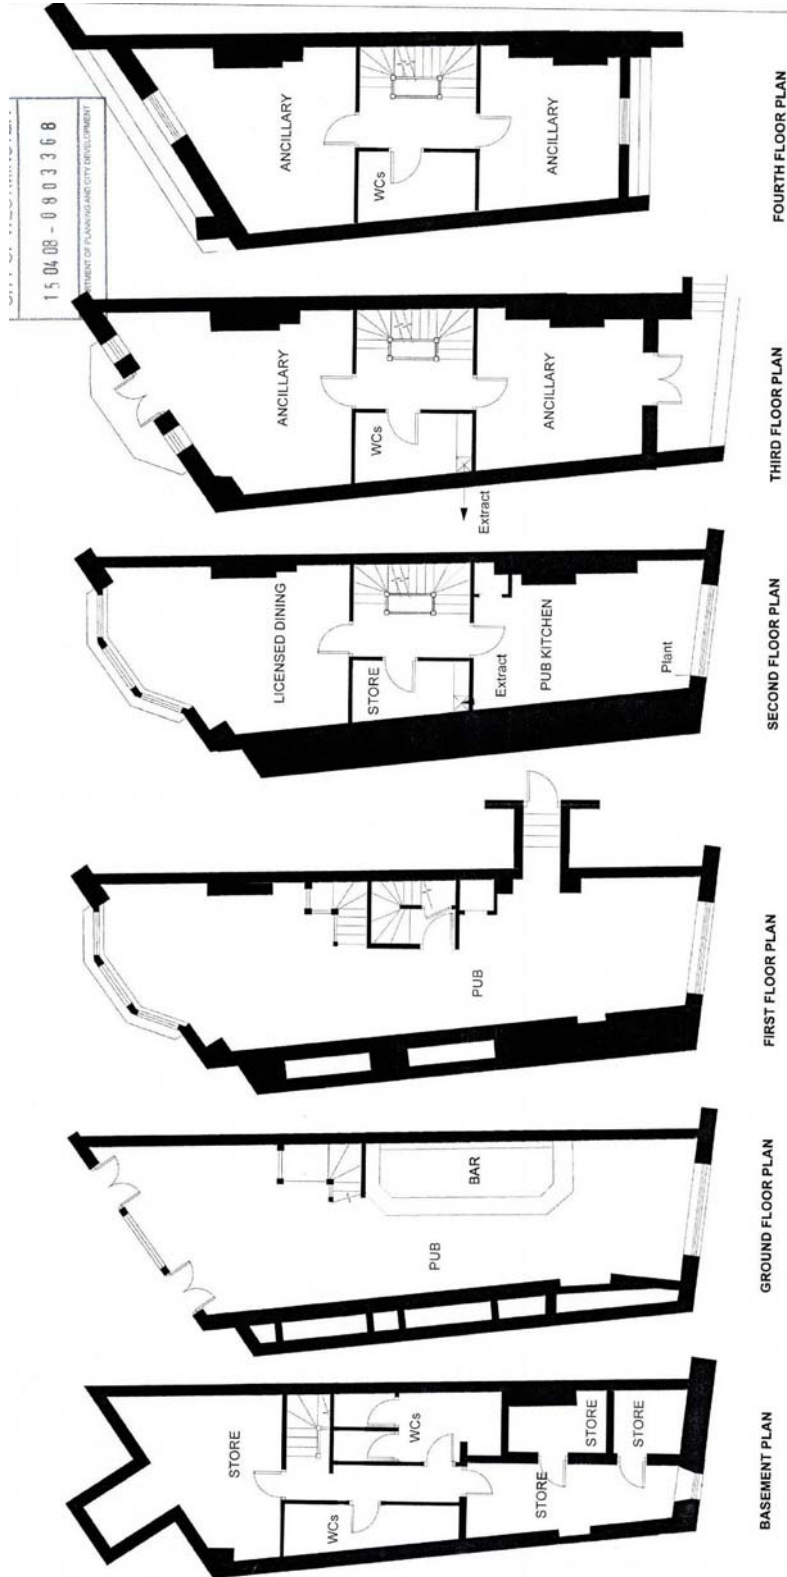 15 04 08 - 0803368
DEPARTMENT OF PLANNING AND CITY DEVELOPMENT
ANCILLARY
WCs
ANCILLARY
FOURTH FLOOR PLAN
ANCILLARY
WCs
Extract
ANCILLARY
THIRD FLOOR PLAN
LICENSED DINING
STORE
Extract
PUB KITCHEN
Plant
SECOND FLOOR PLAN
PUB
FIRST FLOOR PLAN
BAR
PUB
GROUND FLOOR PLAN
STORE
WCs
WCs
STORE
STORE
STORE
BASEMENT PLAN